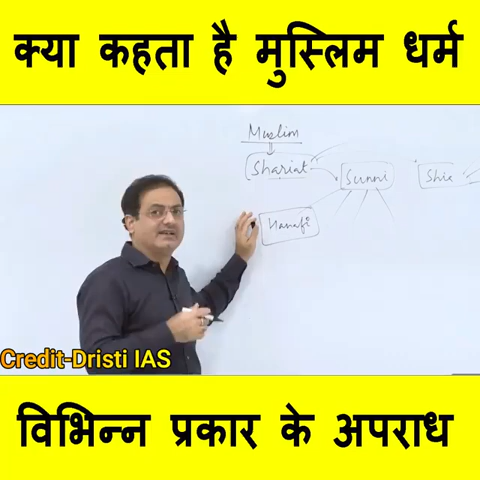 क्या कहता है मुस्लिम धर्म
Muslim
Shariat
Sunni
Shia
Hanafi
Credit-Dristi IAS
विभिन्न प्रकार के अपराध